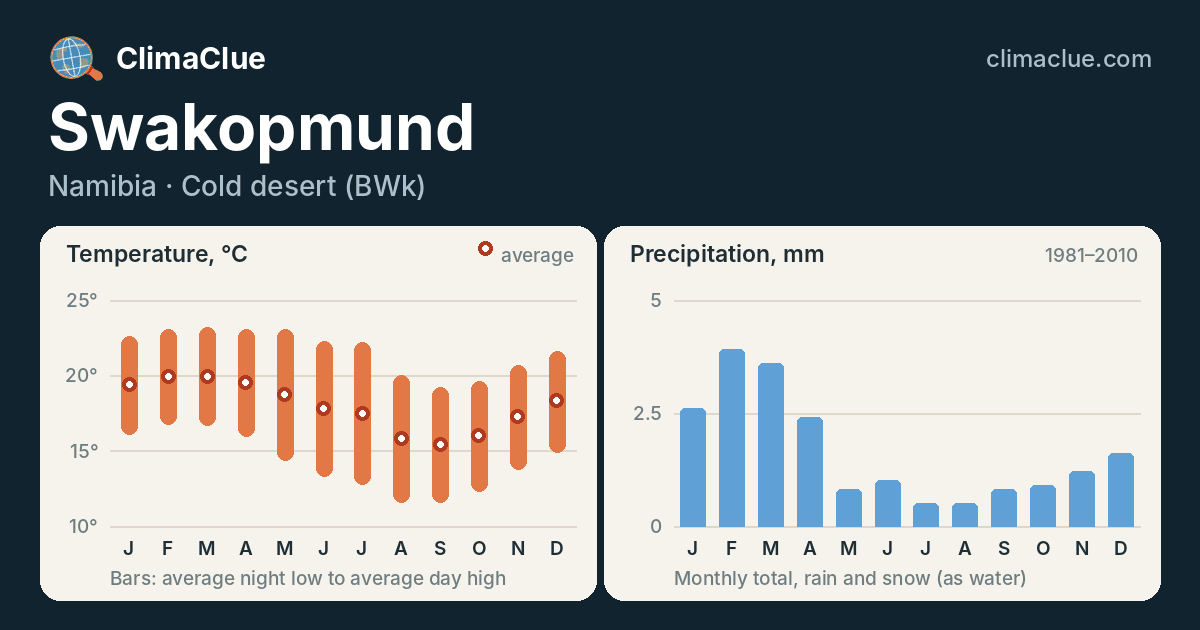 ClimaClue
climaclue.com
Swakopmund
Namibia · Cold desert (BWk)
Temperature, °C
average
25°
20°
15°
10°
J F M A M J J A S O N D
Bars: average night low to average day high
Precipitation, mm
1981–2010
5
2.5
0
J F M A M J J A S O N D
Monthly total, rain and snow (as water)